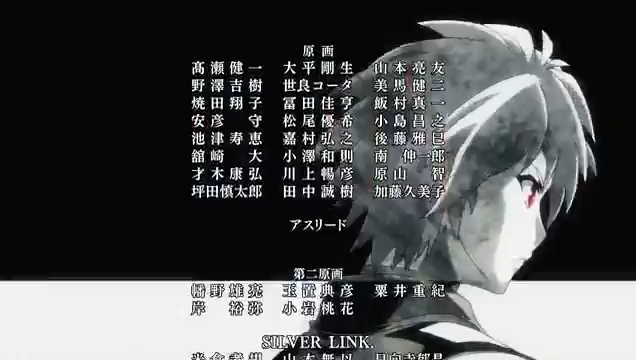 原画
髙瀬健一 大平剛生 山本亮友
野澤吉樹 世良コータ 美馬健二
焼田翔子 冨田佳亨 飯村真一
安彦守 松尾優希 小島昌之
池津寿恵 嘉村弘之 後藤雅巳
舘崎大 小澤和則 南伸一郎
才木康弘 川上暢彦 原山智
坪田慎太郎 田中誠樹 加藤久美子
アスリード
第二原画
幡野雄亮 玉置典彦 粟井重紀
岸裕弥 小岩桃花
SILVER LINK.